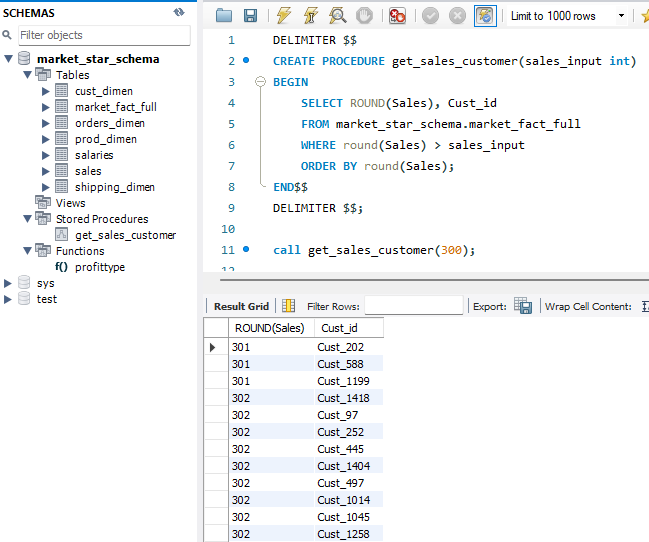 SCHEMAS
Filter objects
market_star_schema
Tables
cust_dimen
market_fact_full
orders_dimen
prod_dimen
salaries
sales
shipping_dimen
Views
Stored Procedures
get_sales_customer
Functions
f() profittype
sys
test
Limit to 1000 rows
1 DELIMITER $$
2 CREATE PROCEDURE get_sales_customer(sales_input int)
3 BEGIN
4 SELECT ROUND(Sales), Cust_id
5 FROM market_star_schema.market_fact_full
6 WHERE round(Sales) > sales_input
7 ORDER BY round(Sales);
8 END$$
9 DELIMITER $$;
10
11 call get_sales_customer(300);
12
Result Grid Filter Rows: Export: Wrap Cell Content:
ROUND(Sales) Cust_id
301 Cust_202
301 Cust_588
301 Cust_1199
302 Cust_1418
302 Cust_97
302 Cust_252
302 Cust_445
302 Cust_1404
302 Cust_497
302 Cust_1014
302 Cust_1045
302 Cust_1258